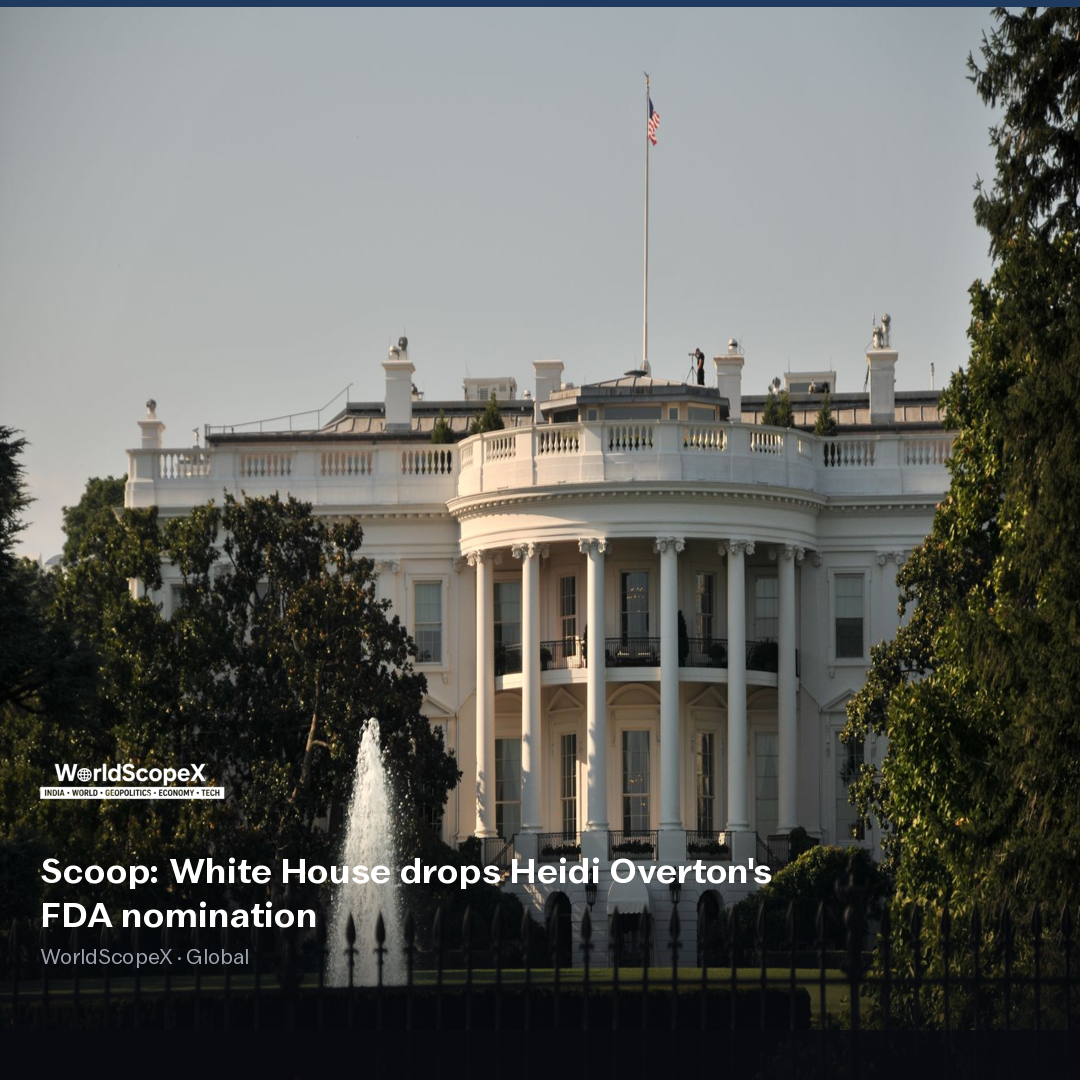 WorldScopeX
INDIA • WORLD • GEOPOLITICS • ECONOMY • TECH
Scoop: White House drops Heidi Overton's
FDA nomination
WorldScopeX · Global